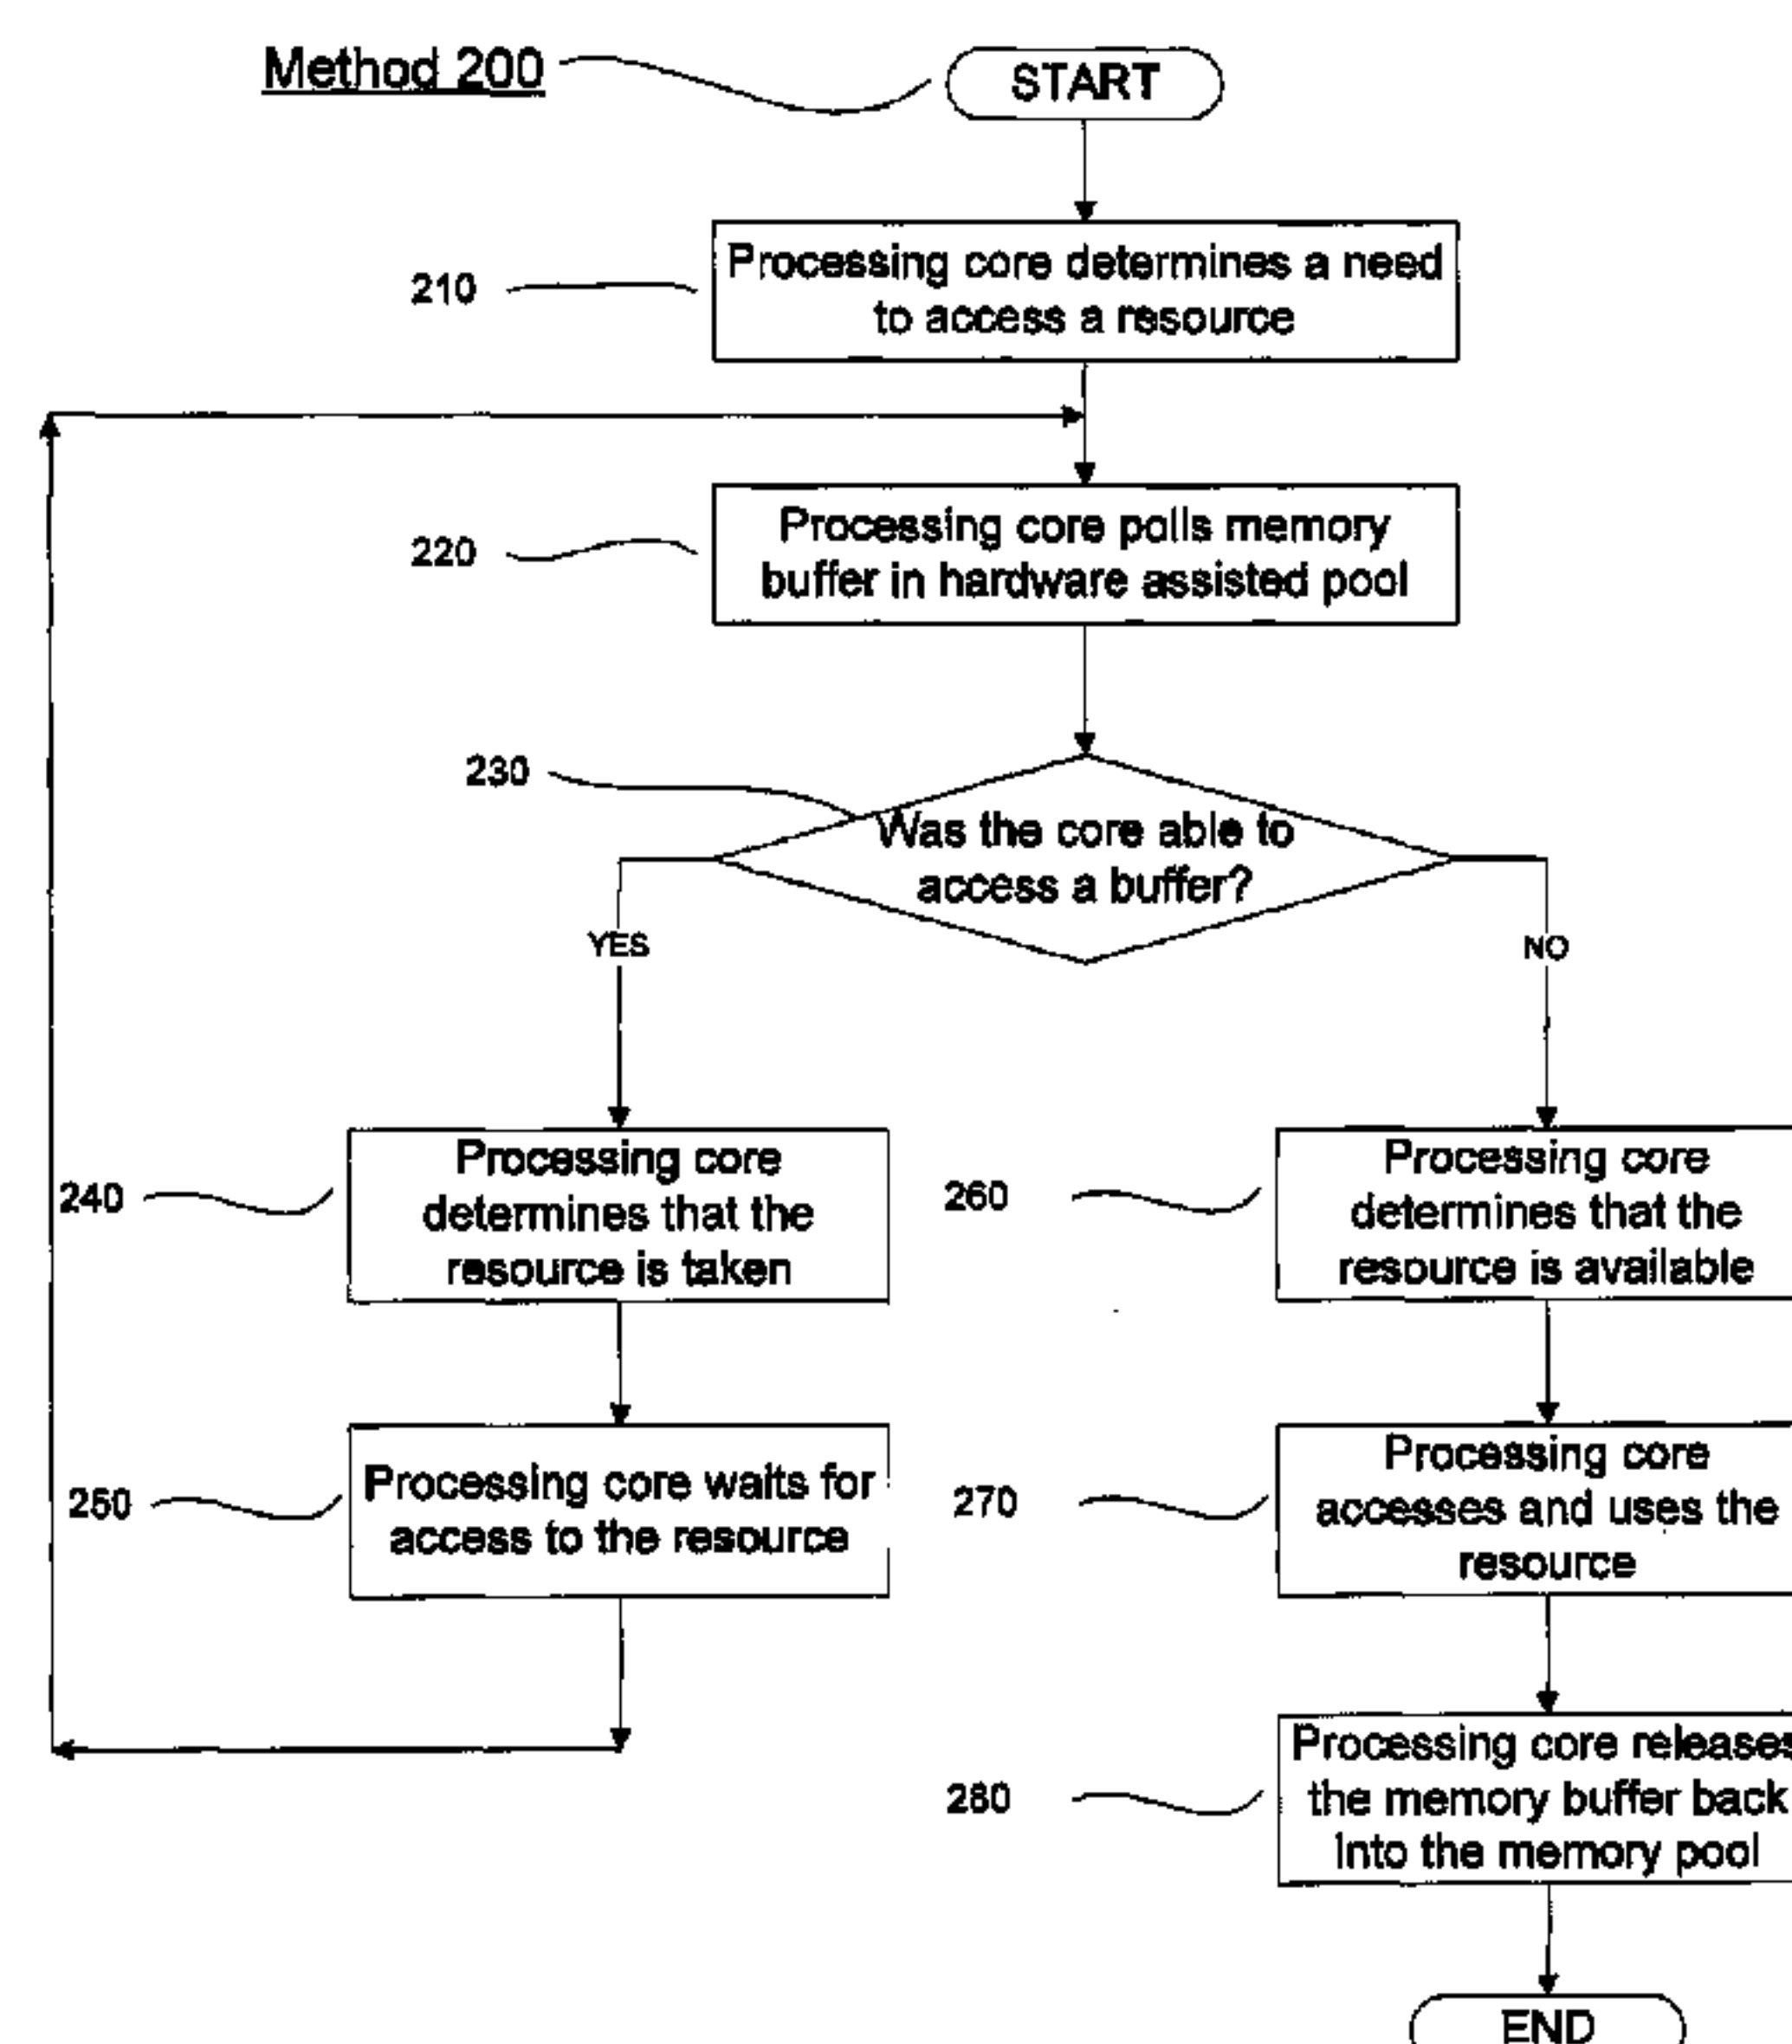 Method 200
START
210
Processing core determines a need
to access a resource
220
Processing core polls memory
buffer in hardware assisted pool
230
Was the core able to
access a buffer?
YES
NO
240
Processing core
determines that the
resource is taken
260
Processing core
determines that the
resource is available
250
Processing core waits for
access to the resource
270
Processing core
accesses and uses the
resource
280
Processing core releases
the memory buffer back
into the memory pool
END